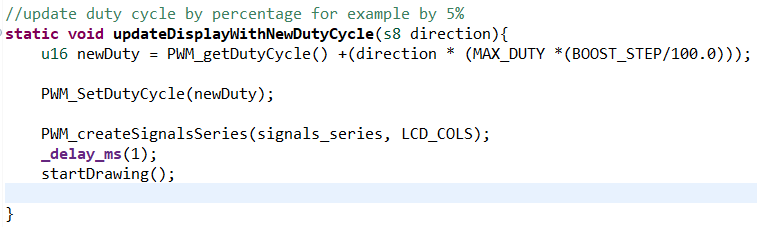 //update duty cycle by percentage for example by 5%
static void updateDisplayWithNewDutyCycle(s8 direction){
u16 newDuty = PWM_getDutyCycle() +(direction * (MAX_DUTY *(BOOST_STEP/100.0)));
PWM_SetDutyCycle(newDuty);
PWM_createSignalsSeries(signals_series, LCD_COLS);
_delay_ms(1);
startDrawing();
}